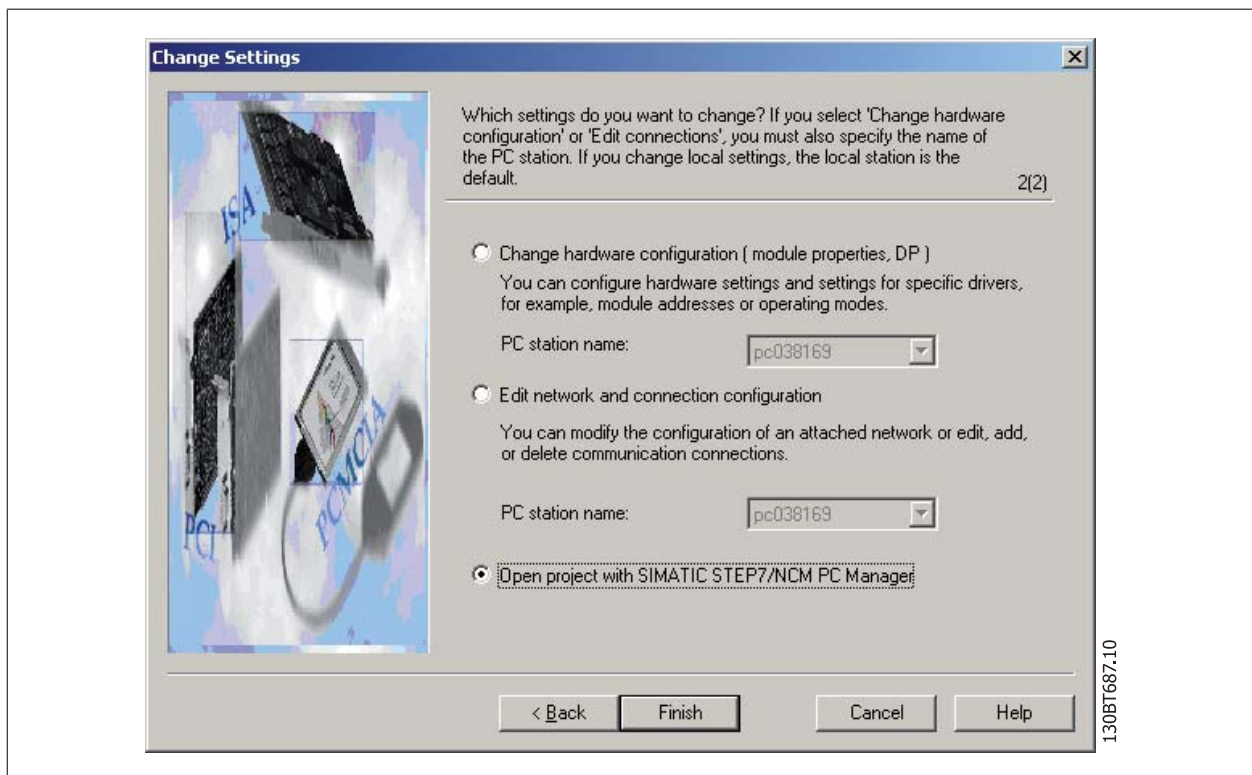 Change Settings
ISA
PCI
PCMCIA
Which settings do you want to change? If you select 'Change hardware
configuration' or 'Edit connections', you must also specify the name of
the PC station. If you change local settings, the local station is the
default.
2(2)
Change hardware configuration ( module properties, DP )
You can configure hardware settings and settings for specific drivers,
for example, module addresses or operating modes.
PC station name:
pc038169
Edit network and connection configuration
You can modify the configuration of an attached network or edit, add,
or delete communication connections.
PC station name:
pc038169
Open project with SIMATIC STEP7/NCM PC Manager
< Back
Finish
Cancel
Help
130BT687.10